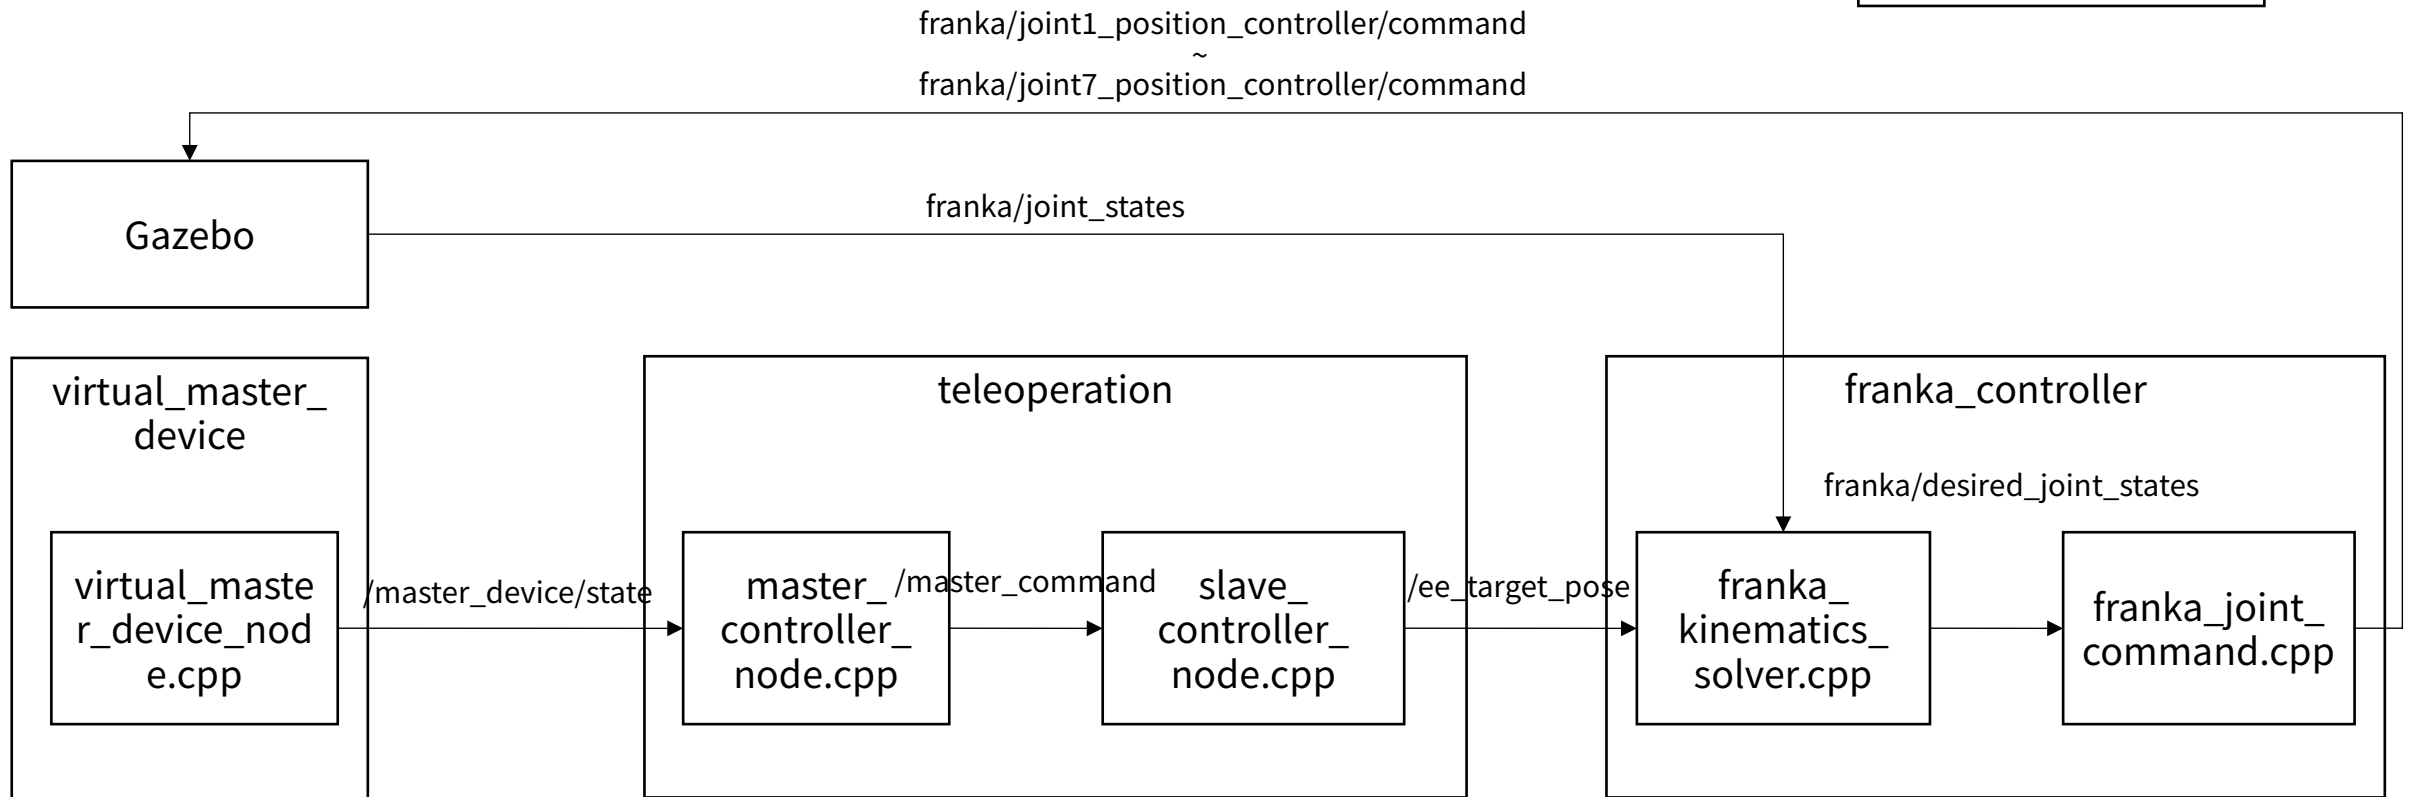 franka/joint1_position_controller/command
~
franka/joint7_position_controller/command
Gazebo
franka/joint_states
virtual_master_
device
virtual_maste
r_device_nod
e.cpp
/master_device/state
teleoperation
master_
controller_
node.cpp
/master_command
slave_
controller_
node.cpp
/ee_target_pose
franka_controller
franka/desired_joint_states
franka_
kinematics_
solver.cpp
franka_joint_
command.cpp